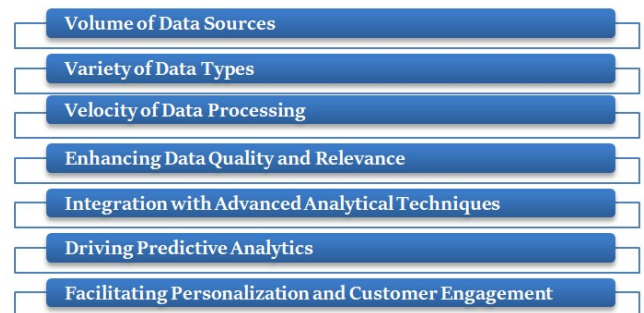 Volume of Data Sources
Variety of Data Types
Velocity of Data Processing
Enhancing Data Quality and Relevance
Integration with Advanced Analytical Techniques
Driving Predictive Analytics
Facilitating Personalization and Customer Engagement